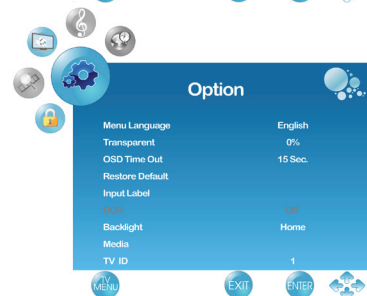 Option
Menu Language English
Transparent 0%
OSD Time Out 15 Sec.
Restore Default
Input Label
Backlight Home
Media
TV ID 1
TV MENU EXIT ENTER